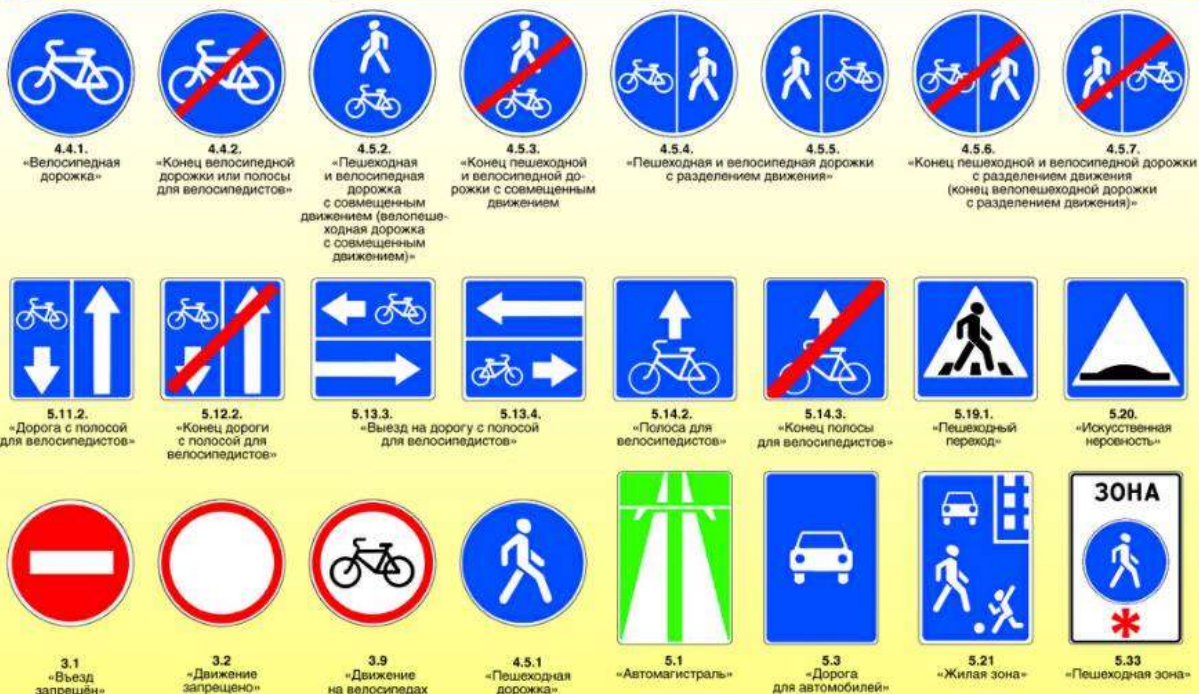 4.4.1.
«Велосипедная
дорожка»
4.4.2.
«Конец велосипедной
дорожки или полосы
для велосипедистов»
4.5.2.
«Пешеходная
и велосипедная
дорожка
с совмещенным
движением (велопеше-
ходная дорожка
с совмещенным
движением)»
4.5.3.
«Конец пешеходной
и велосипедной до-
рожки с совмещенным
движением
4.5.4.
4.5.5.
«Пешеходная и велосипедная дорожки
с разделением движения»
4.5.6.
4.5.7.
«Конец пешеходной и велосипедной дорожки
с разделением движения
(конец велопешеходной дорожки
с разделением движения)»
5.11.2.
«Дорога с полосой
для велосипедистов»
5.12.2.
«Конец дороги
с полосой для
велосипедистов»
5.13.3.
5.13.4.
«Выезд на дорогу с полосой
для велосипедистов»
5.14.2.
«Полоса для
велосипедистов»
5.14.3.
«Конец полосы
для велосипедистов»
5.19.1.
«Пешеходный
переход»
5.20.
«Искусственная
неровность»
ЗОНА
3.1
«Въезд
запрещён»
3.2
«Движение
запрещено»
3.9
«Движение
на велосипедах
4.5.1
«Пешеходная
дорожка»
5.1
«Автомагистраль»
5.3
«Дорога
для автомобилей»
5.21
«Жилая зона»
5.33
«Пешеходная зона»